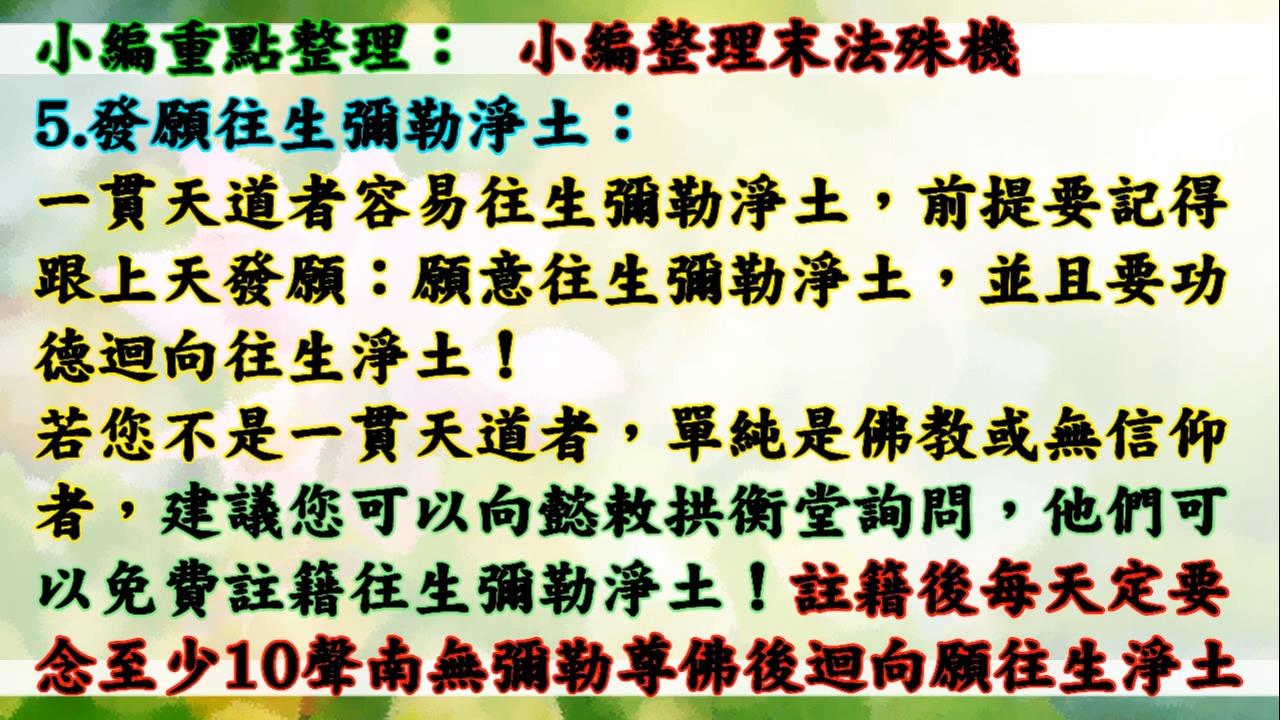 小編重點整理： 小編整理末法殊機
5.發願往生彌勒淨土：
一貫天道者容易往生彌勒淨土，前提要記得
跟上天發願：願意往生彌勒淨土，並且要功
德迴向往生淨土！
若您不是一貫天道者，單純是佛教或無信仰
者，建議您可以向懿敕拱衡堂詢問，他們可
以免費註籍往生彌勒淨土！註籍後每天定要
念至少10聲南無彌勒尊佛後迴向願往生淨土